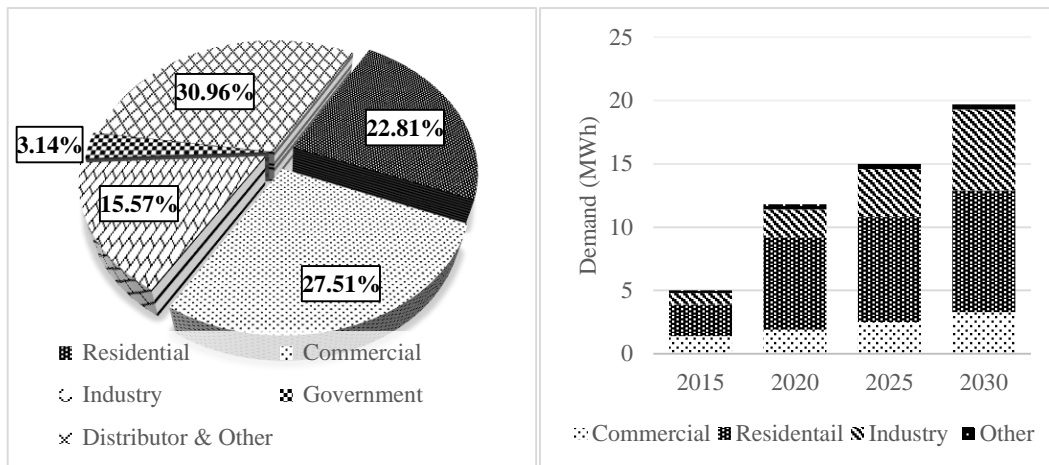 30.96%
22.81%
3.14%
15.57%
27.51%
Residential
Commercial
Industry
Government
Distributor & Other
Demand (MWh)
25
20
15
10
5
0
2015 2020 2025 2030
Commercial Residentail Industry Other